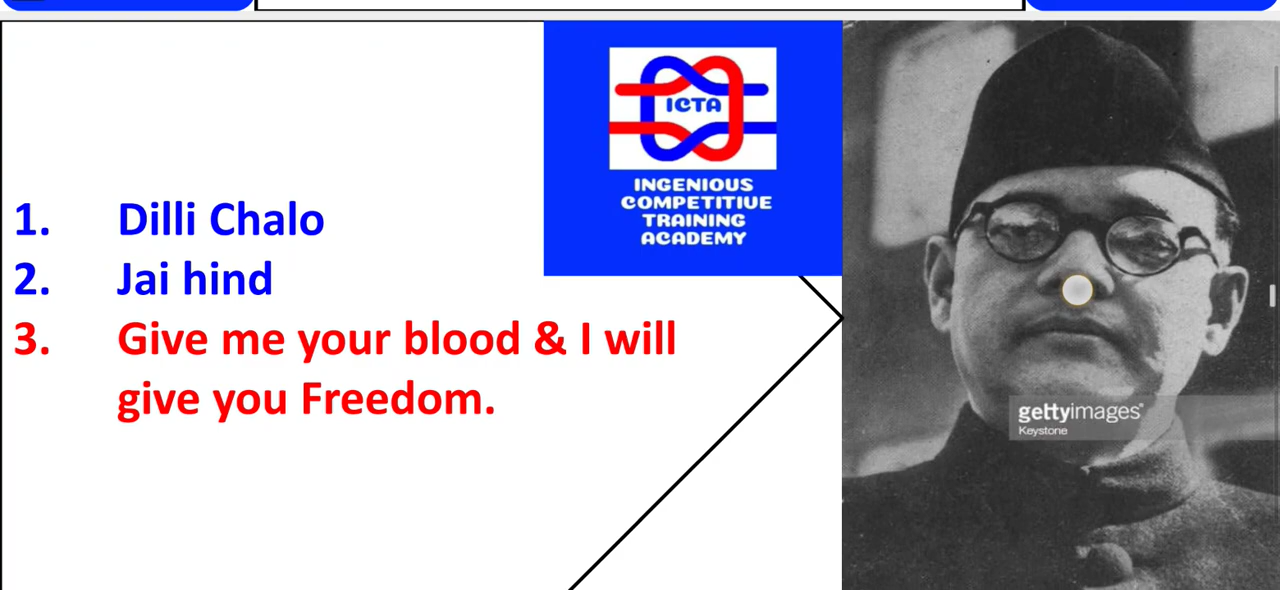 ICTA
INGENIOUS
COMPETITIVE
TRAINING
ACADEMY
1. Dilli Chalo
2. Jai hind
3. Give me your blood & I will
give you Freedom.
gettyimages®
Keystone